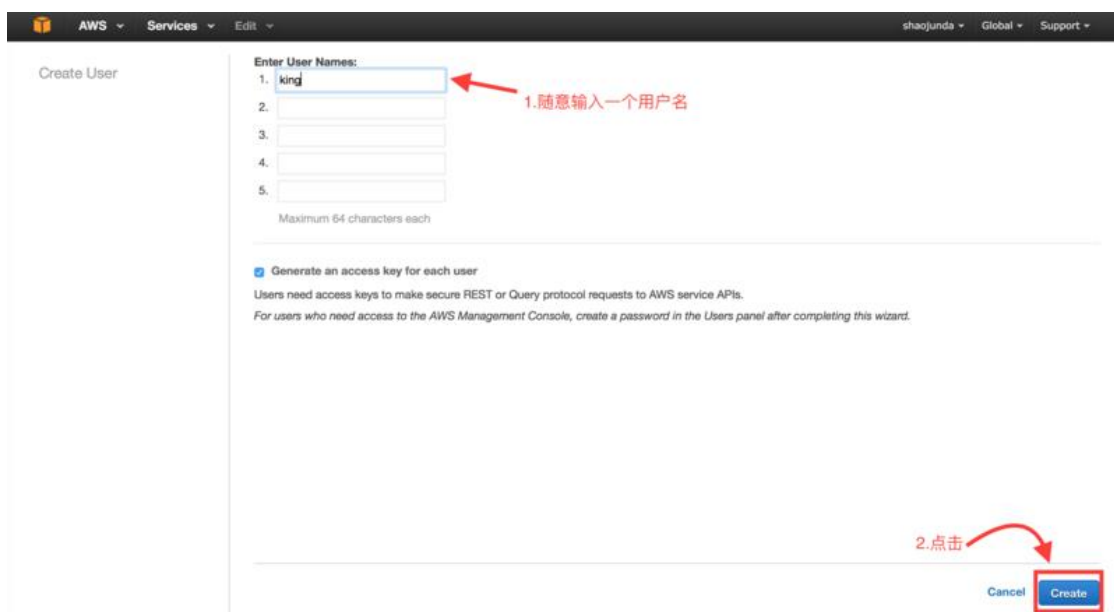 AWS Services Edit shaojunda Global Support
Create User
Enter User Names:
1. king
1.随意输入一个用户名
2.
3.
4.
5.
Maximum 64 characters each
Generate an access key for each user
Users need access keys to make secure REST or Query protocol requests to AWS service APIs.
For users who need access to the AWS Management Console, create a password in the Users panel after completing this wizard.
2.点击
Cancel Create